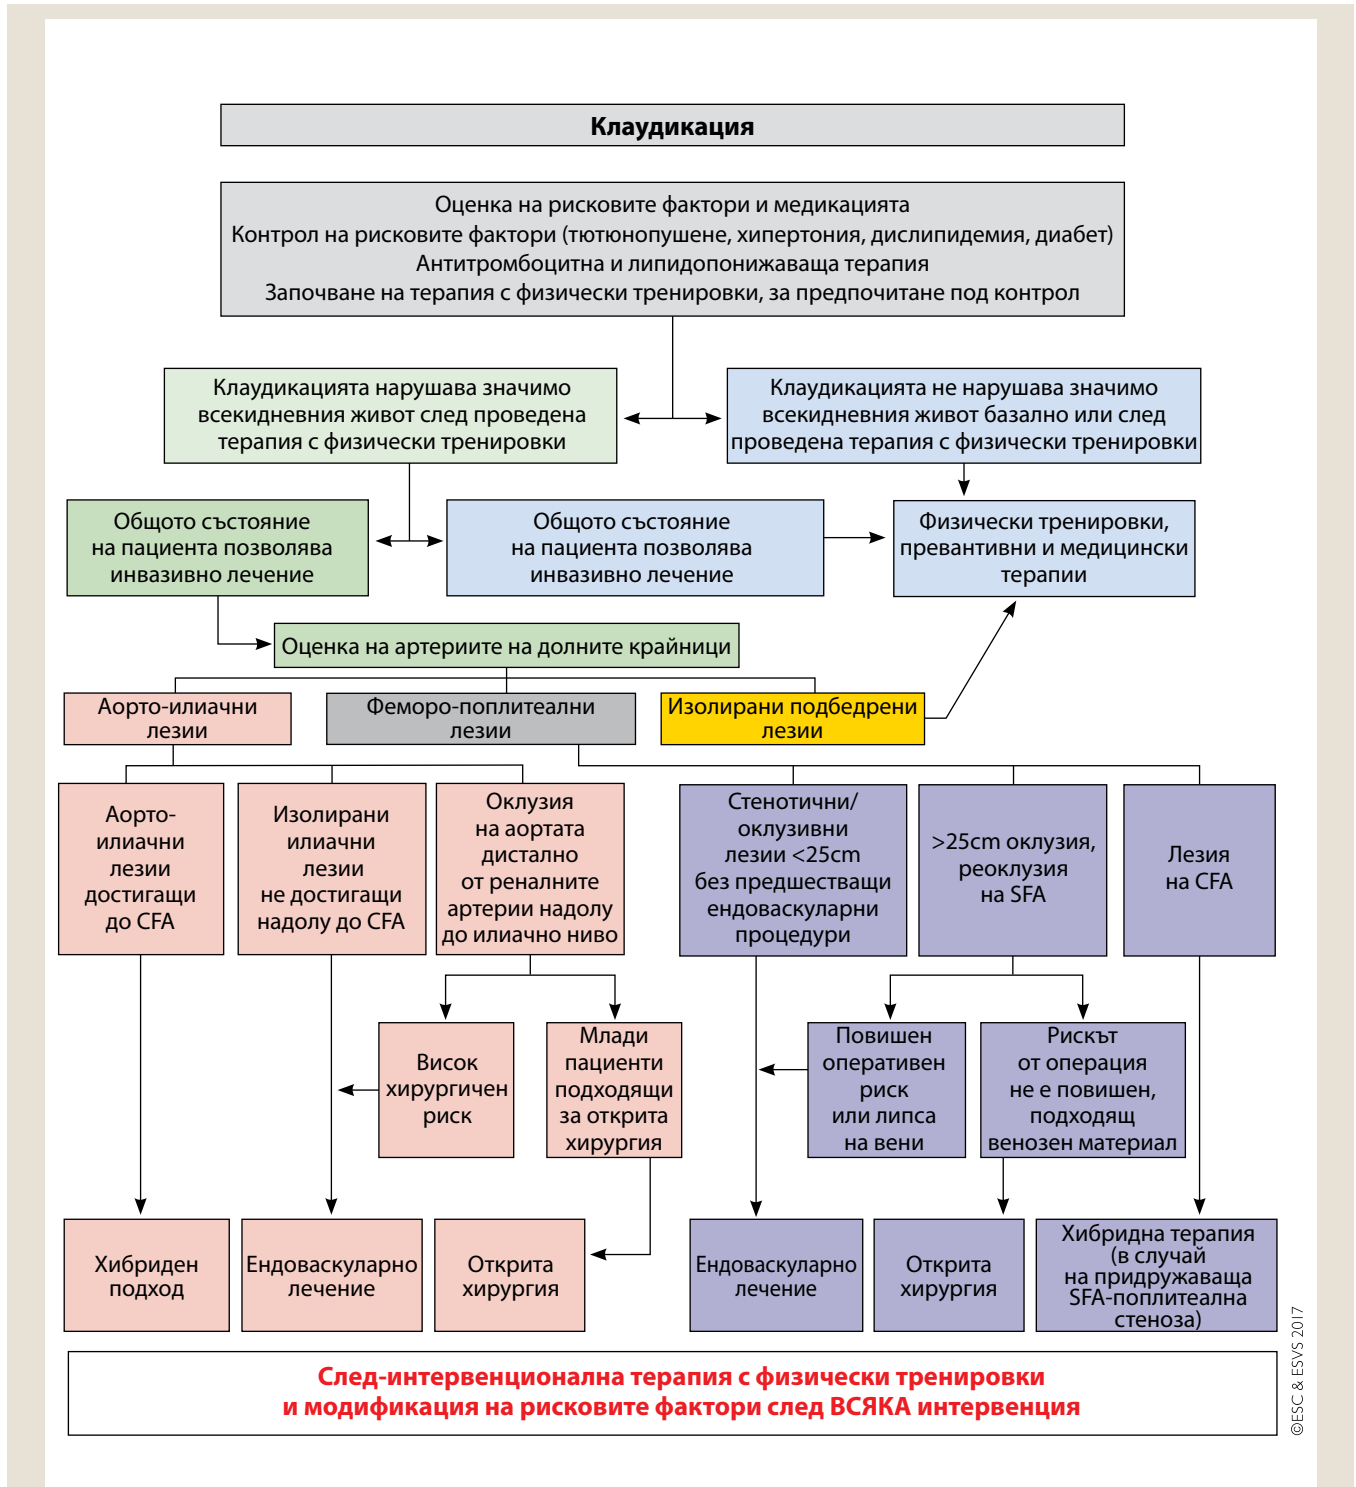 Клаудикация
Оценка на рисковите фактори и медикацията
Контрол на рисковите фактори (тютюнопушене, хипертония, дислипидемия, диабет)
Антитромбоцитна и липидопонижаваща терапия
Започване на терапия с физически тренировки, за предпочитане под контрол
Клаудикацията нарушава значимо
всекидневния живот след проведена
терапия с физически тренировки
Клаудикацията не нарушава значимо
всекидневния живот базално или след
проведена терапия с физически тренировки
Общото състояние
на пациента позволява
инвазивно лечение
Общото състояние
на пациента позволява
инвазивно лечение
Физически тренировки,
превантивни и медицински
терапии
Оценка на артериите на долните крайници
Аорто-илиачни
лезии
Феморо-поплитеални
лезии
Изолирани подбедрени
лезии
Аорто-
илиачни
лезии
достигащи
до CFA
Изолирани
илиачни
лезии
не достигащи
надолу до CFA
Оклузия
на аортата
дистално
от реналните
артерии надолу
до илиачно ниво
Стенотични/
оклузивни
лезии <25cm
без предшестващи
ендоваскуларни
процедури
>25cm оклузия,
реоклузия
на SFA
Лезия
на CFA
Висок
хирургичен
риск
Млади
пациенти
подходящи
за открита
хирургия
Повишен
оперативен
риск
или липса
на вени
Рискът
от операция
не е повишен,
подходящ
венозен материал
Хибриден
подход
Ендоваскуларно
лечение
Открита
хирургия
Ендоваскуларно
лечение
Открита
хирургия
Хибридна терапия
(в случай
на придружаваща
SFA-поплитеална
стеноза)
След-интервенционална терапия с физически тренировки
и модификация на рисковите фактори след ВСЯКА интервенция
©ESC & ESVS 2017